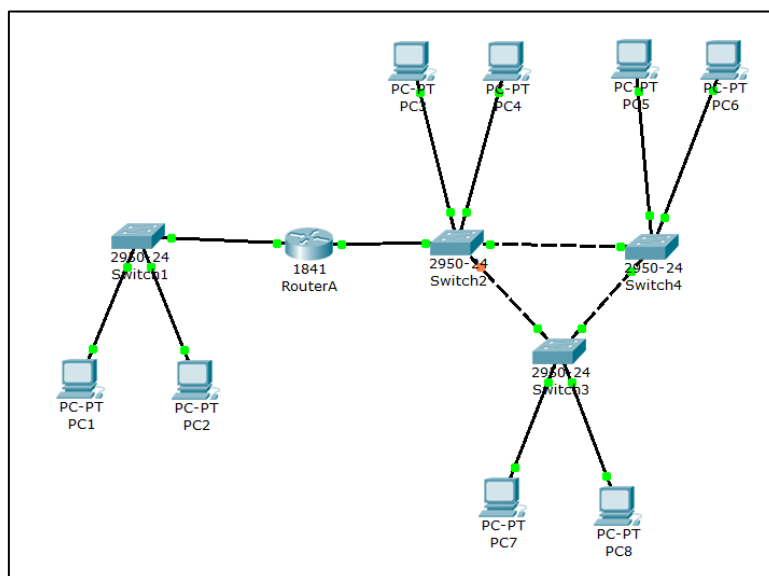 PC-PT
PC3
PC-PT
PC4
PC-PT
PC5
PC-PT
PC6
2950-24
Switch1
1841
RouterA
2950-24
Switch2
2950-24
Switch4
2950-24
Switch3
PC-PT
PC1
PC-PT
PC2
PC-PT
PC7
PC-PT
PC8